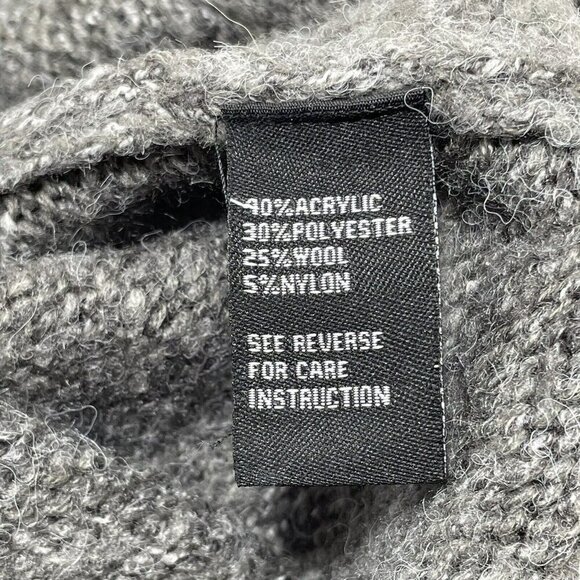 40%ACRYLIC
30%POLYESTER
25%WOOL
5%NYLON
SEE REVERSE
FOR CARE
INSTRUCTION